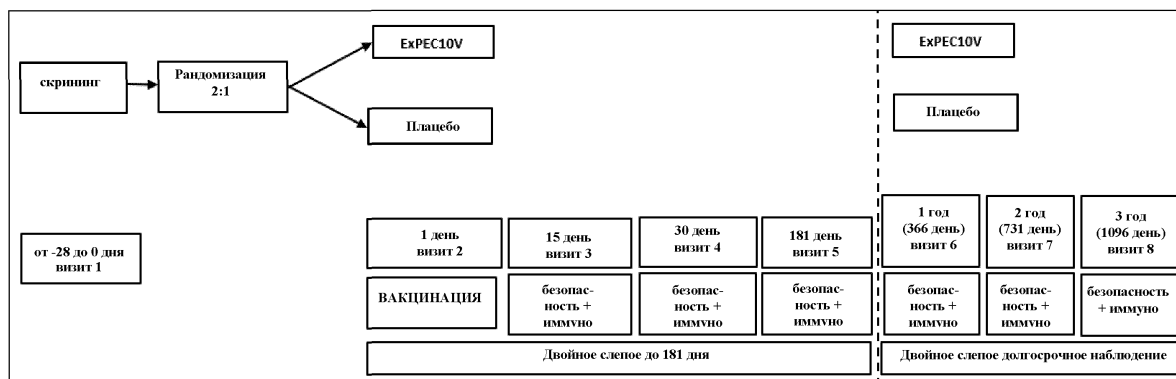 ExPEC10V
ExPEC10V
скрининг
Рандомизация
2:1
Плацебо
Плацебо
от -28 до 0 дня
визит 1
1 день
визит 2
15 день
визит 3
30 день
визит 4
181 день
визит 5
1 год
(366 день)
визит 6
2 год
(731 день)
визит 7
3 год
(1096 день)
визит 8
ВАКЦИНАЦИЯ
безопас-
ность +
иммуно
безопас-
ность +
иммуно
безопас-
ность +
иммуно
безопас-
ность +
иммуно
безопас-
ность +
иммуно
безопасность
+ иммуно
Двойное слепое до 181 дня
Двойное слепое долгосрочное наблюдение